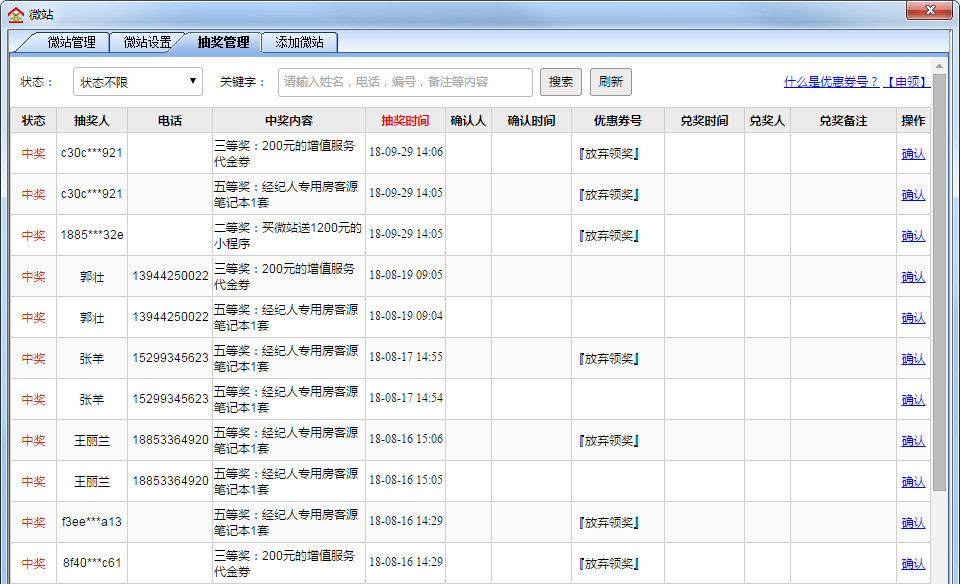 微站
微站管理 微站设置 抽奖管理 添加微站
状态： 状态不限 关键字： 请输入姓名，电话，编号，备注等内容 搜索 刷新 什么是优惠券号？ 【申领】
状态 抽奖人 电话 中奖内容 抽奖时间 确认人 确认时间 优惠券号 兑奖时间 兑奖人 兑奖备注 操作
中奖 c30c***921 三等奖：200元的增值服务代金券 18-09-29 14:06 『放弃领奖』 确认
中奖 c30c***921 五等奖：经纪人专用房客源笔记本1套 18-09-29 14:05 『放弃领奖』 确认
中奖 1885***32e 二等奖：买微站送1200元的小程序 18-09-29 14:05 『放弃领奖』 确认
中奖 郭壮 13944250022 三等奖：200元的增值服务代金券 18-08-19 09:05 确认
中奖 郭壮 13944250022 五等奖：经纪人专用房客源笔记本1套 18-08-19 09:04 确认
中奖 张羊 15299345623 五等奖：经纪人专用房客源笔记本1套 18-08-17 14:55 『放弃领奖』 确认
中奖 张羊 15299345623 五等奖：经纪人专用房客源笔记本1套 18-08-17 14:54 确认
中奖 王丽兰 18853364920 五等奖：经纪人专用房客源笔记本1套 18-08-16 15:06 『放弃领奖』 确认
中奖 王丽兰 18853364920 五等奖：经纪人专用房客源笔记本1套 18-08-16 15:05 确认
中奖 f3ee***a13 五等奖：经纪人专用房客源笔记本1套 18-08-16 14:29 『放弃领奖』 确认
中奖 8f40***c61 三等奖：200元的增值服务代金券 18-08-16 14:29 『放弃领奖』 确认